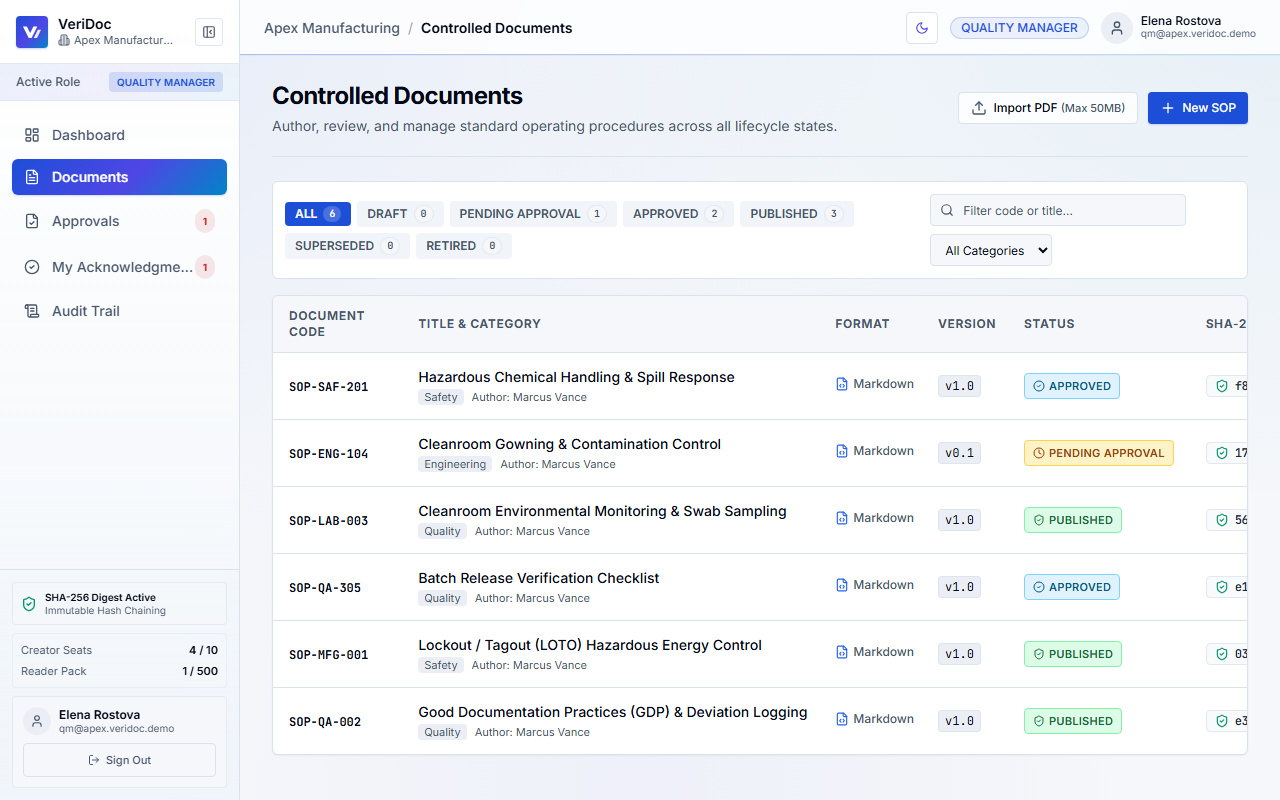 VeriDoc
Apex Manufactur...
Active Role
QUALITY MANAGER
Dashboard
Documents
Approvals
1
My Acknowledgme...
1
Audit Trail
SHA-256 Digest Active
Immutable Hash Chaining
Creator Seats
4 / 10
Reader Pack
1 / 500
Elena Rostova
qm@apex.veridoc.demo
Sign Out
Apex Manufacturing / Controlled Documents
QUALITY MANAGER
Elena Rostova
qm@apex.veridoc.demo
Controlled Documents
Author, review, and manage standard operating procedures across all lifecycle states.
Import PDF (Max 50MB)
New SOP
ALL 6 DRAFT 0 PENDING APPROVAL 1 APPROVED 2 PUBLISHED 3
SUPERSEDED 0 RETIRED 0
Filter code or title...
All Categories
DOCUMENT CODE TITLE & CATEGORY FORMAT VERSION STATUS SHA-2
SOP-SAF-201 Hazardous Chemical Handling & Spill Response Markdown v1.0 APPROVED f8
Safety Author: Marcus Vance
SOP-ENG-104 Cleanroom Gowning & Contamination Control Markdown v0.1 PENDING APPROVAL 17
Engineering Author: Marcus Vance
SOP-LAB-003 Cleanroom Environmental Monitoring & Swab Sampling Markdown v1.0 PUBLISHED 56
Quality Author: Marcus Vance
SOP-QA-305 Batch Release Verification Checklist Markdown v1.0 APPROVED e1
Quality Author: Marcus Vance
SOP-MFG-001 Lockout / Tagout (LOTO) Hazardous Energy Control Markdown v1.0 PUBLISHED 03
Safety Author: Marcus Vance
SOP-QA-002 Good Documentation Practices (GDP) & Deviation Logging Markdown v1.0 PUBLISHED e3
Quality Author: Marcus Vance